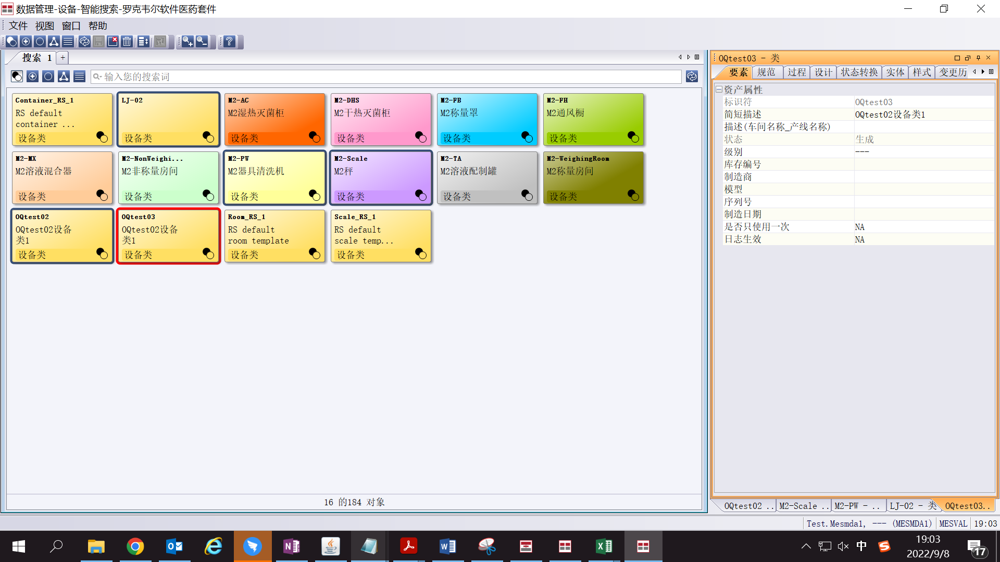 数据管理-设备-智能搜索-罗克韦尔软件医药套件
文件 视图 窗口 帮助
搜索 1 +
输入您的搜索词
Container_RS_1
RS default
container ...
设备类
LJ-02
设备类
M2-AC
M2湿热灭菌柜
设备类
M2-DHS
M2干热灭菌柜
设备类
M2-FB
M2称量罩
设备类
M2-FH
M2通风橱
设备类
M2-MX
M2溶液混合器
设备类
M2-NonWeighi...
M2非称量房间
设备类
M2-PW
M2器具清洗机
设备类
M2-Scale
M2秤
设备类
M2-TA
M2溶液配制罐
设备类
M2-WeighingRoom
M2称量房间
设备类
OQtest02
OQtest02设备
类1
设备类
OQtest03
OQtest02设备
类1
设备类
Room_RS_1
RS default
room template
设备类
Scale_RS_1
RS default
scale temp...
设备类
16 的184 对象
OQtest03 - 类
要素 规范 过程 设计 状态转换 实体 样式 变更历
资产属性
标识符 OQtest03
简短描述 OQtest02设备类1
描述(车间名称_产线名称)
状态 生成
级别 ---
库存编号
制造商
模型
序列号
制造日期
是否只使用一次 NA
日志生效 NA
OQtest02 .. M2-Scale .. M2-PW - .. LJ-02 - 类 OQtest03..
Test.Mesmda1, --- (MESMDA1) MESVAL 19:03
中 19:03
2022/9/8
17